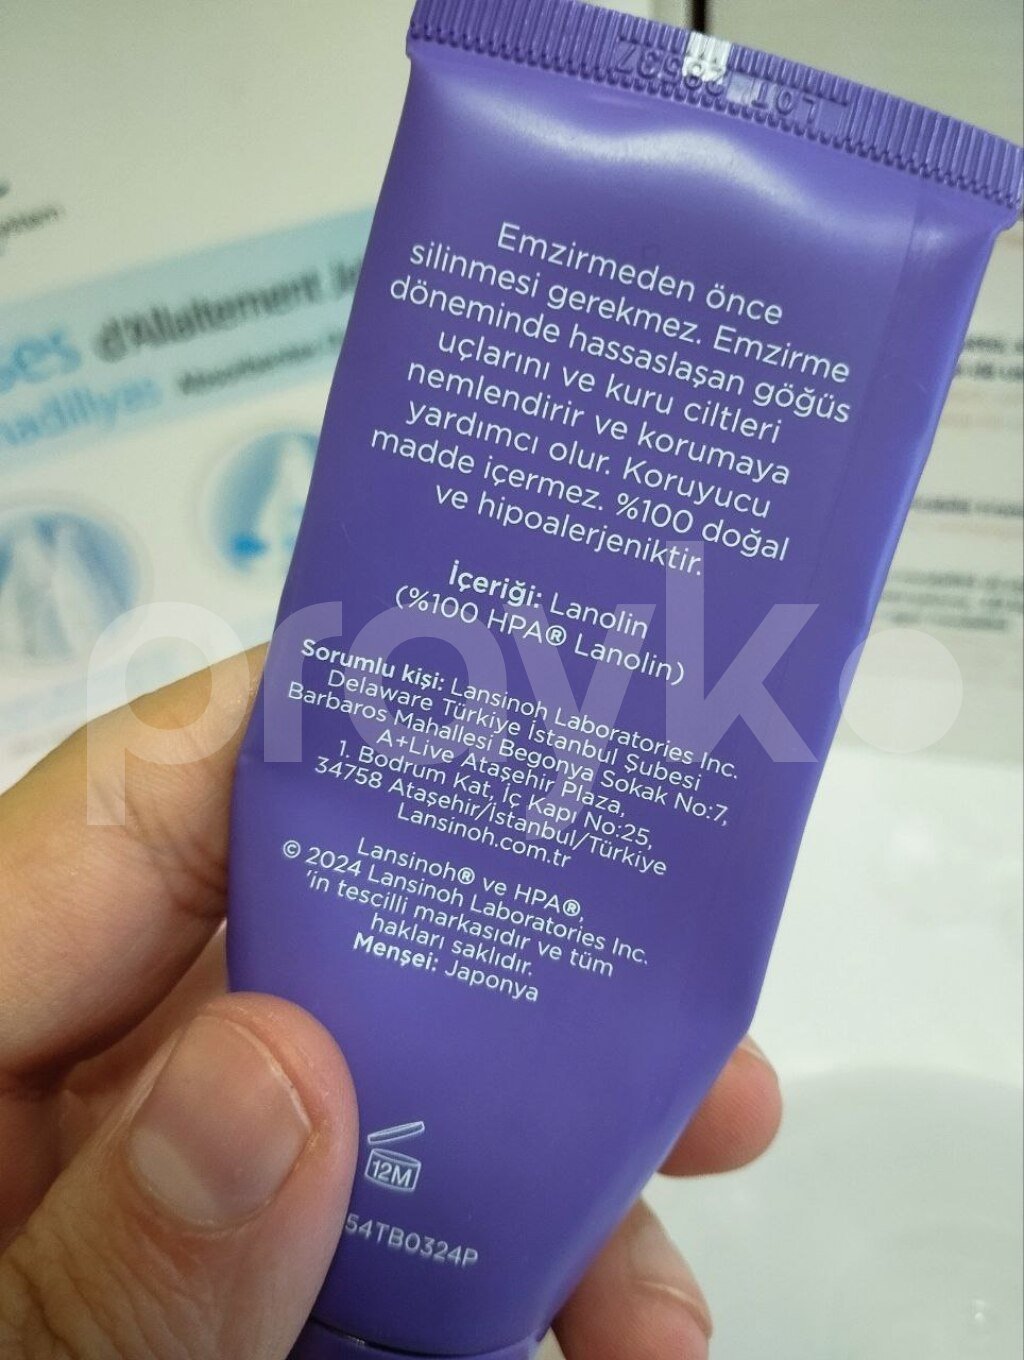 Emzirmeden önce
silinmesi gerekmez. Emzirme
döneminde hassaslaşan göğüs
uçlarını ve kuru ciltleri
nemlendirir ve korumaya
yardımcı olur. Koruyucu
madde içermez. %100 doğal
ve hipoalerjeniktir.
İçeriği: Lanolin
(%100 HPA® Lanolin)
Sorumlu kişi: Lansinoh Laboratories Inc.
Delaware Türkiye İstanbul Şubesi
Barbaros Mahallesi Begonya Sokak No:7,
A+Live Ataşehir Plaza,
1. Bodrum Kat, İç Kapı No:25,
34758 Ataşehir/İstanbul/Türkiye
Lansinoh.com.tr
Lansinoh® ve HPA®,
© 2024 Lansinoh Laboratories Inc.
'in tescilli markasıdır ve tüm
hakları saklıdır.
Menşei: Japonya
12M
54TB0324P
LOT
d'Allaitement
proyk